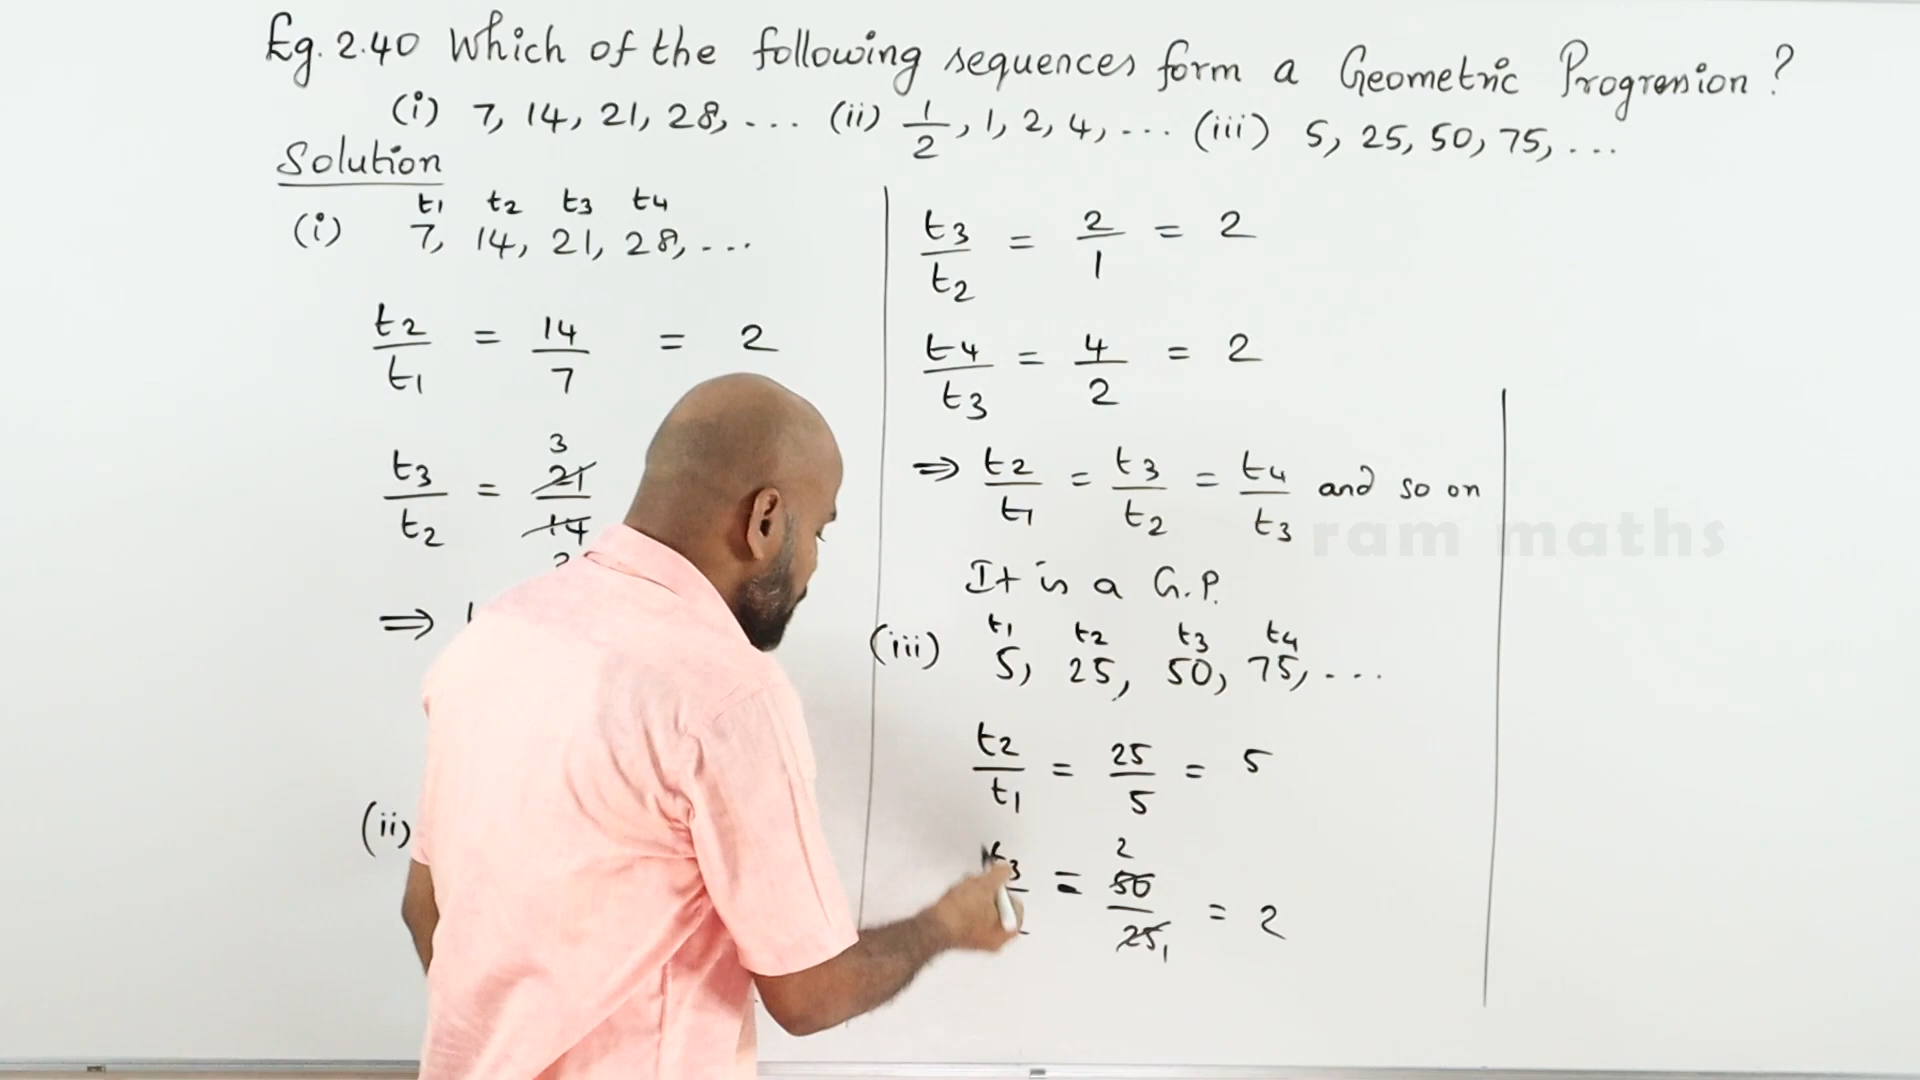 Eg. 2.40 Which of the following sequences form a Geometric Progression?
(i) 7, 14, 21, 28, ... (ii) 1/2, 1, 2, 4, ... (iii) 5, 25, 50, 75, ...
Solution
t1 t2 t3 t4
(i) 7, 14, 21, 28, ...
t2/t1 = 14/7 = 2
3
t3/t2 = 21/14
⇒
(ii)
t3/t2 = 2/1 = 2
t4/t3 = 4/2 = 2
⇒ t2/t1 = t3/t2 = t4/t3 and so on
ram maths
It is a G.P.
t1 t2 t3 t4
(iii) 5, 25, 50, 75, ...
t2/t1 = 25/5 = 5
2
= 50/25 = 2
1